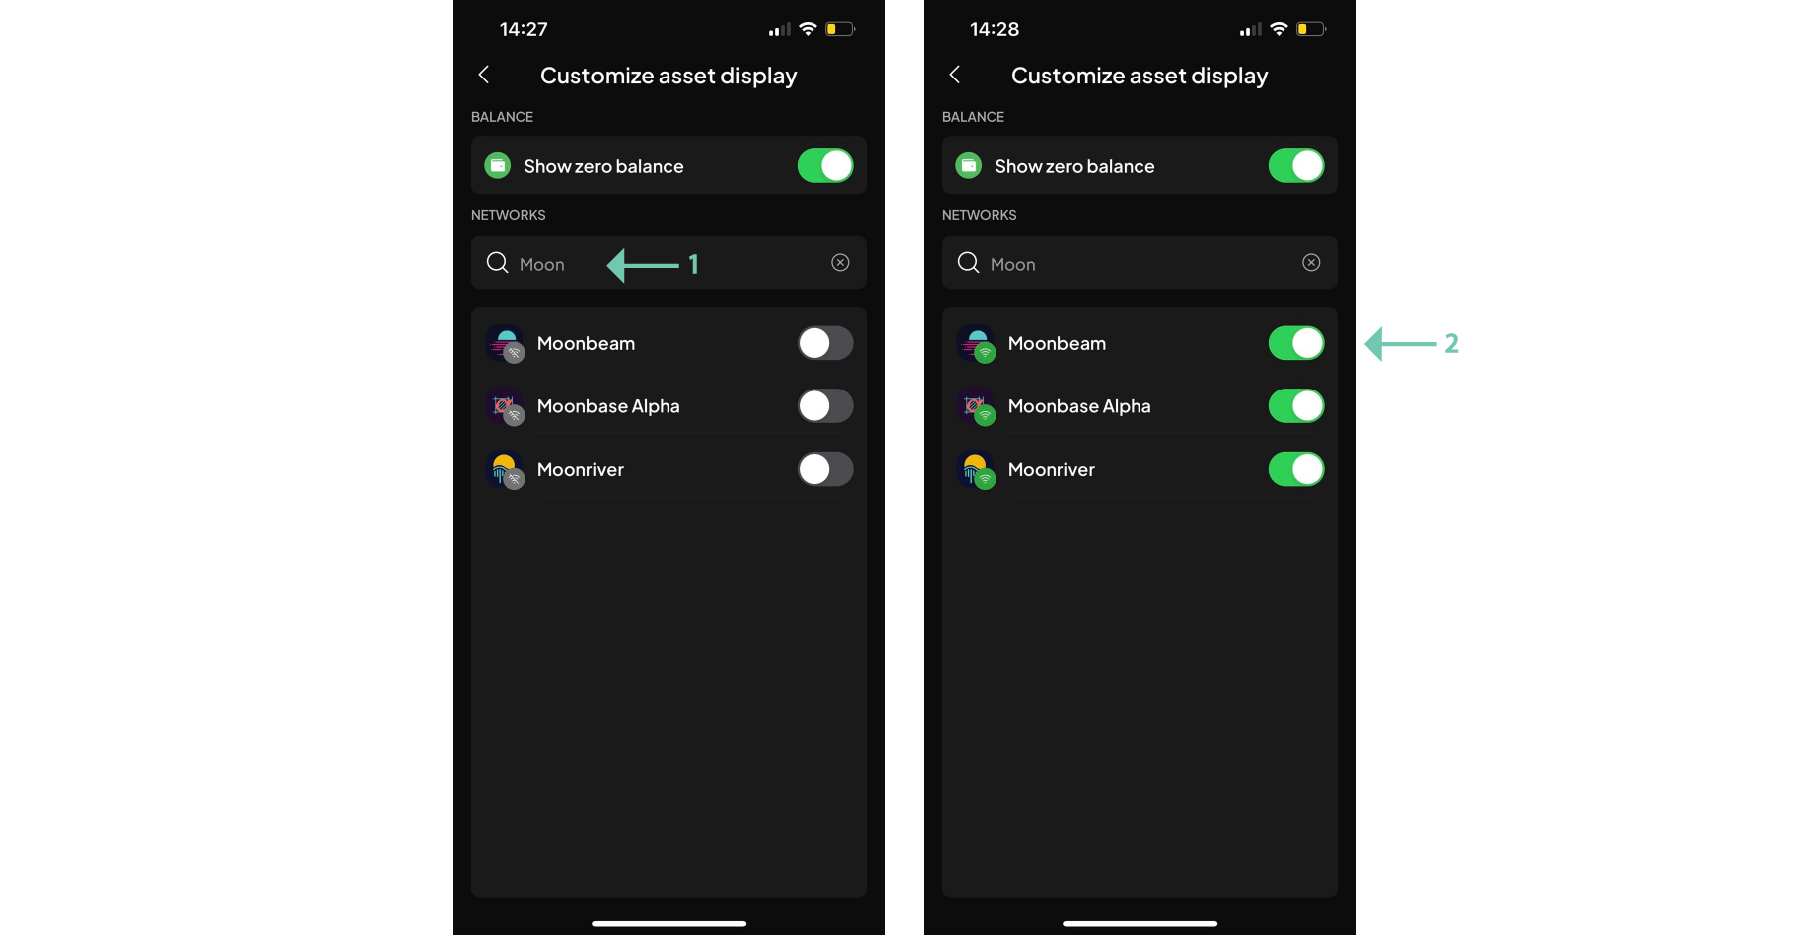 14:27
Customize asset display
BALANCE
Show zero balance
NETWORKS
Moon
1
Moonbeam
Moonbase Alpha
Moonriver
14:28
Customize asset display
BALANCE
Show zero balance
NETWORKS
Moon
Moonbeam
2
Moonbase Alpha
Moonriver